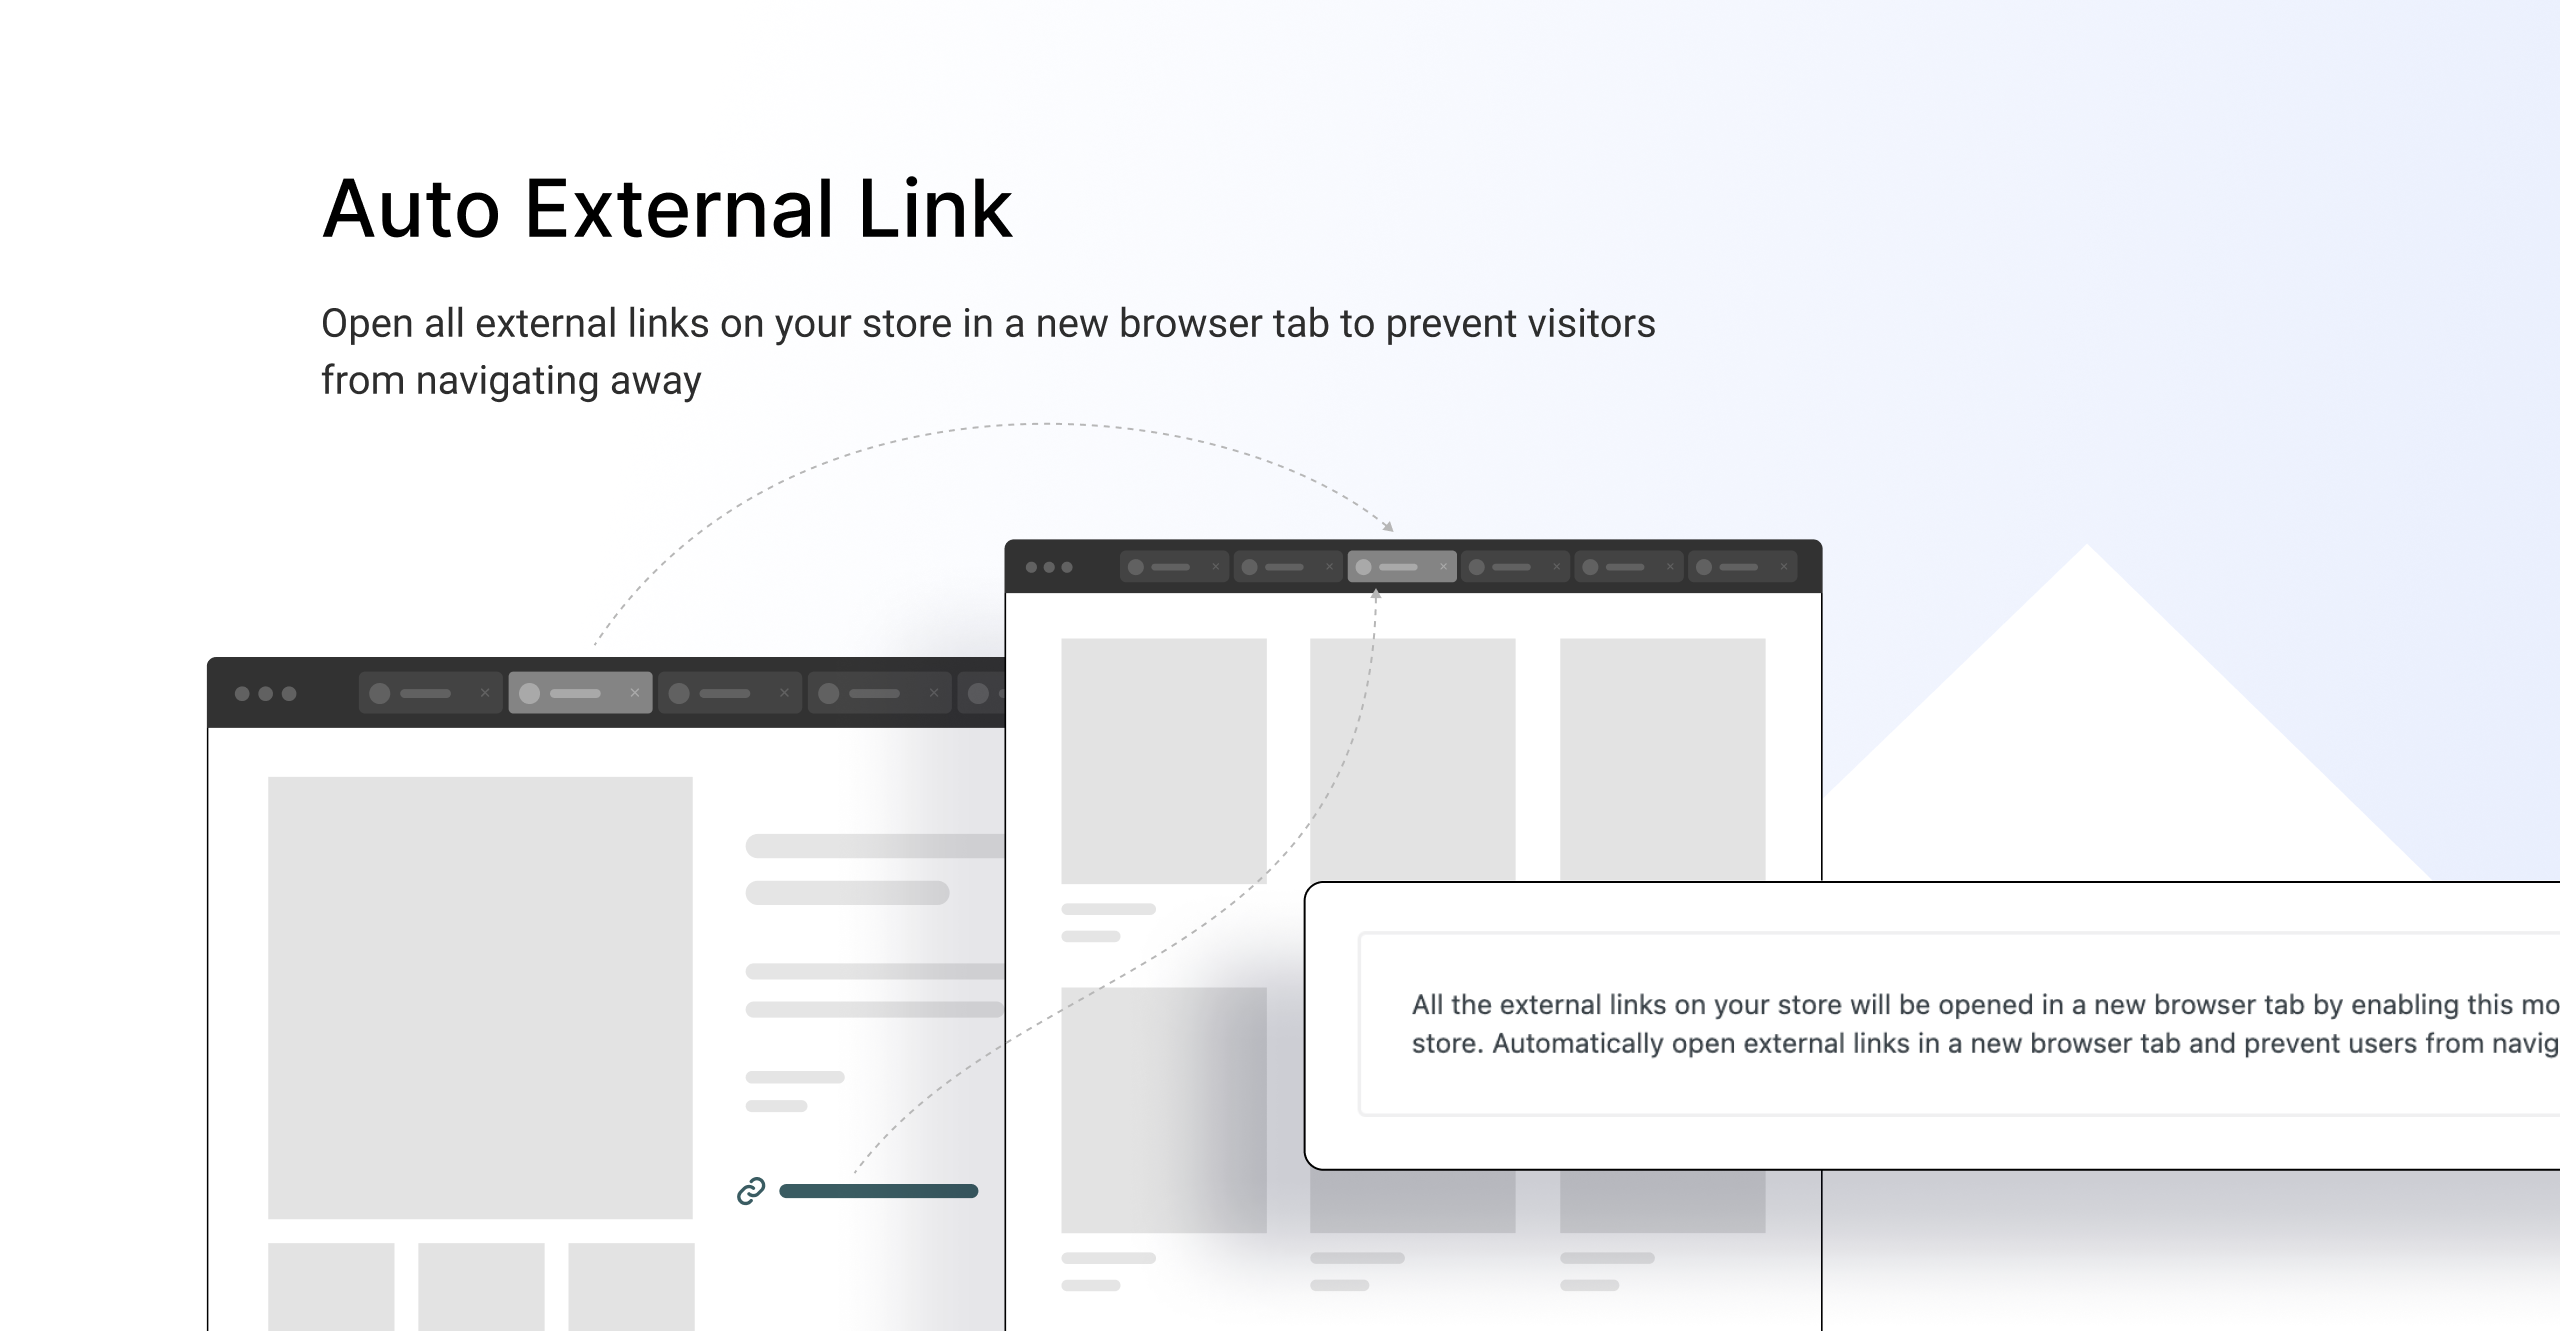 Auto External Link
Open all external links on your store in a new browser tab to prevent visitors
from navigating away
All the external links on your store will be opened in a new browser tab by enabling this
store. Automatically open external links in a new browser tab and prevent users from